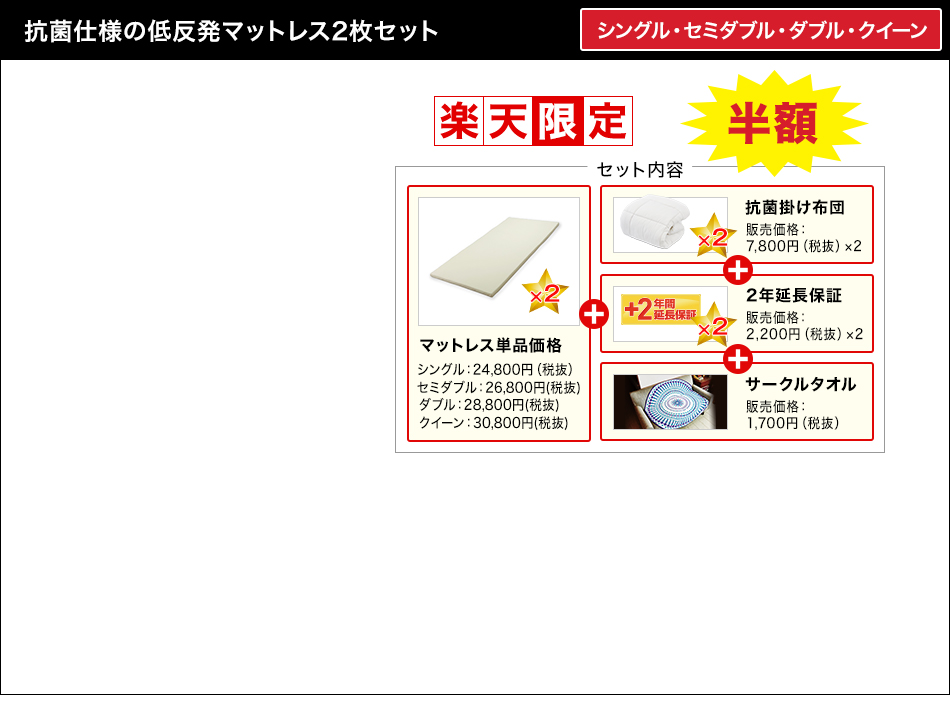 抗菌仕様の低反発マットレス2枚セット
シングル・セミダブル・ダブル・クイーン
楽天限定
半額
セット内容
×2
マットレス単品価格
シングル：24,800円（税抜）
セミダブル：26,800円(税抜)
ダブル：28,800円(税抜)
クイーン：30,800円(税抜)
×2
抗菌掛け布団
販売価格：
7,800円（税抜）×2
+2年間
延長保証
×2
2年延長保証
販売価格：
2,200円（税抜）×2
サークルタオル
販売価格：
1,700円（税抜）